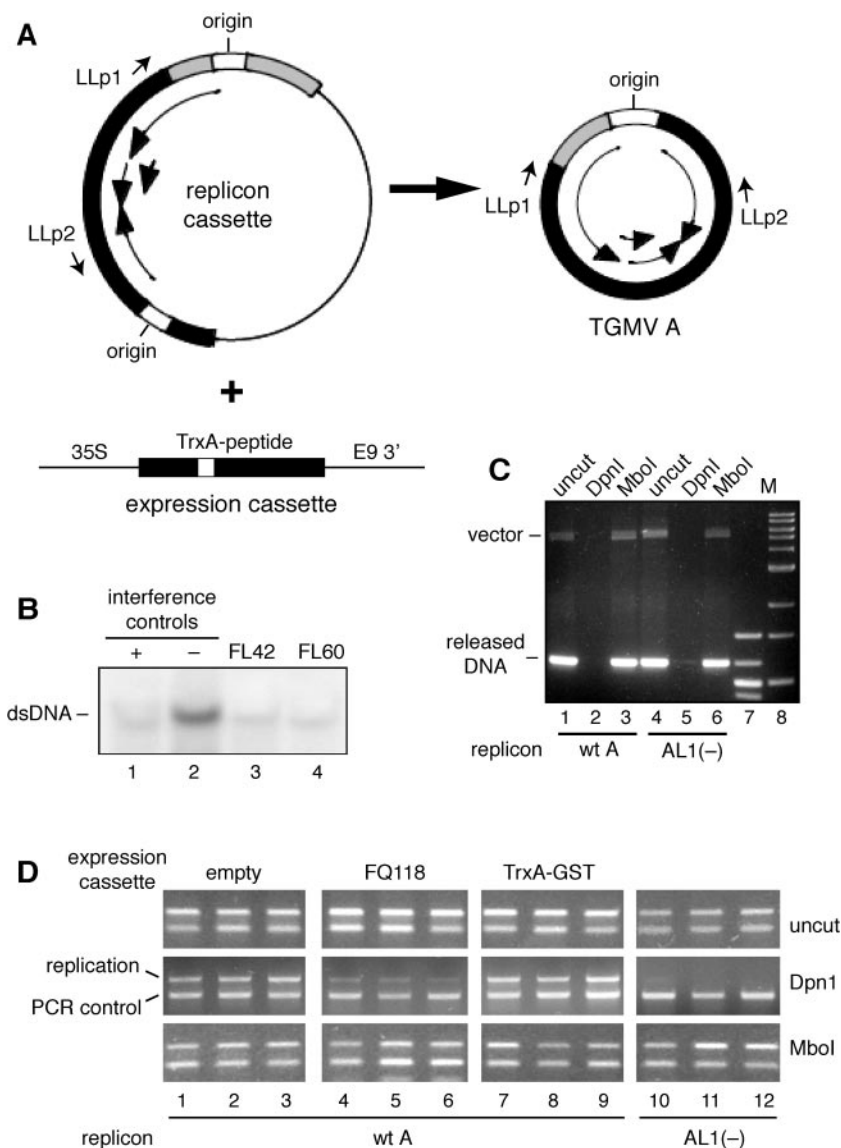 A
origin
LLp1
replicon
cassette
LLp2
origin
origin
LLp1
LLp2
TGMV A
+
35S
TrxA-peptide
E9 3’
expression cassette
B
interference
controls
+ – FL42 FL60
dsDNA –
1 2 3 4
C
uncut DpnI MboI uncut DpnI MboI M
vector –
released
DNA –
1 2 3 4 5 6 7 8
replicon wt A AL1(–)
D
expression
cassette
empty FQ118 TrxA-GST
uncut
replication
PCR control
Dpn1
MboI
1 2 3 4 5 6 7 8 9 10 11 12
replicon wt A AL1(–)